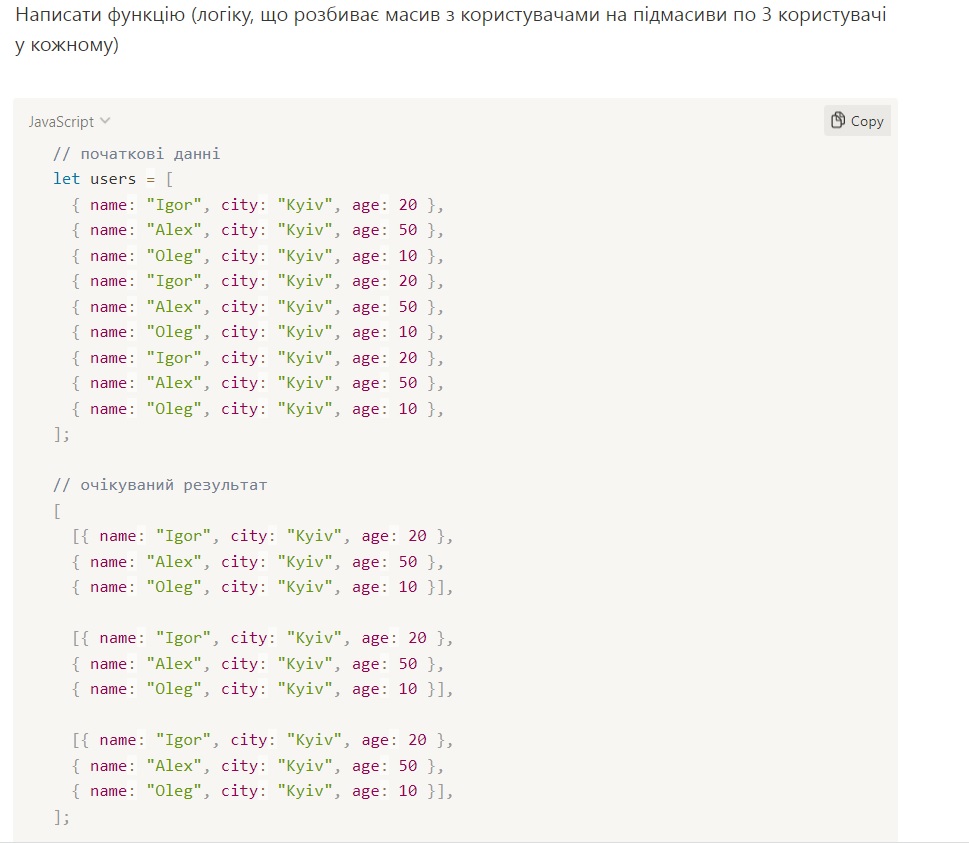 Написати функцію (логіку, що розбиває масив з користувачами на підмасиви по 3 користувачі
у кожному)
JavaScript
Copy
// початкові данні
let users = [
{ name: "Igor", city: "Kyiv", age: 20 },
{ name: "Alex", city: "Kyiv", age: 50 },
{ name: "Oleg", city: "Kyiv", age: 10 },
{ name: "Igor", city: "Kyiv", age: 20 },
{ name: "Alex", city: "Kyiv", age: 50 },
{ name: "Oleg", city: "Kyiv", age: 10 },
{ name: "Igor", city: "Kyiv", age: 20 },
{ name: "Alex", city: "Kyiv", age: 50 },
{ name: "Oleg", city: "Kyiv", age: 10 },
];
// очікуваний результат
[
[{ name: "Igor", city: "Kyiv", age: 20 },
{ name: "Alex", city: "Kyiv", age: 50 },
{ name: "Oleg", city: "Kyiv", age: 10 }],
[{ name: "Igor", city: "Kyiv", age: 20 },
{ name: "Alex", city: "Kyiv", age: 50 },
{ name: "Oleg", city: "Kyiv", age: 10 }],
[{ name: "Igor", city: "Kyiv", age: 20 },
{ name: "Alex", city: "Kyiv", age: 50 },
{ name: "Oleg", city: "Kyiv", age: 10 }],
];